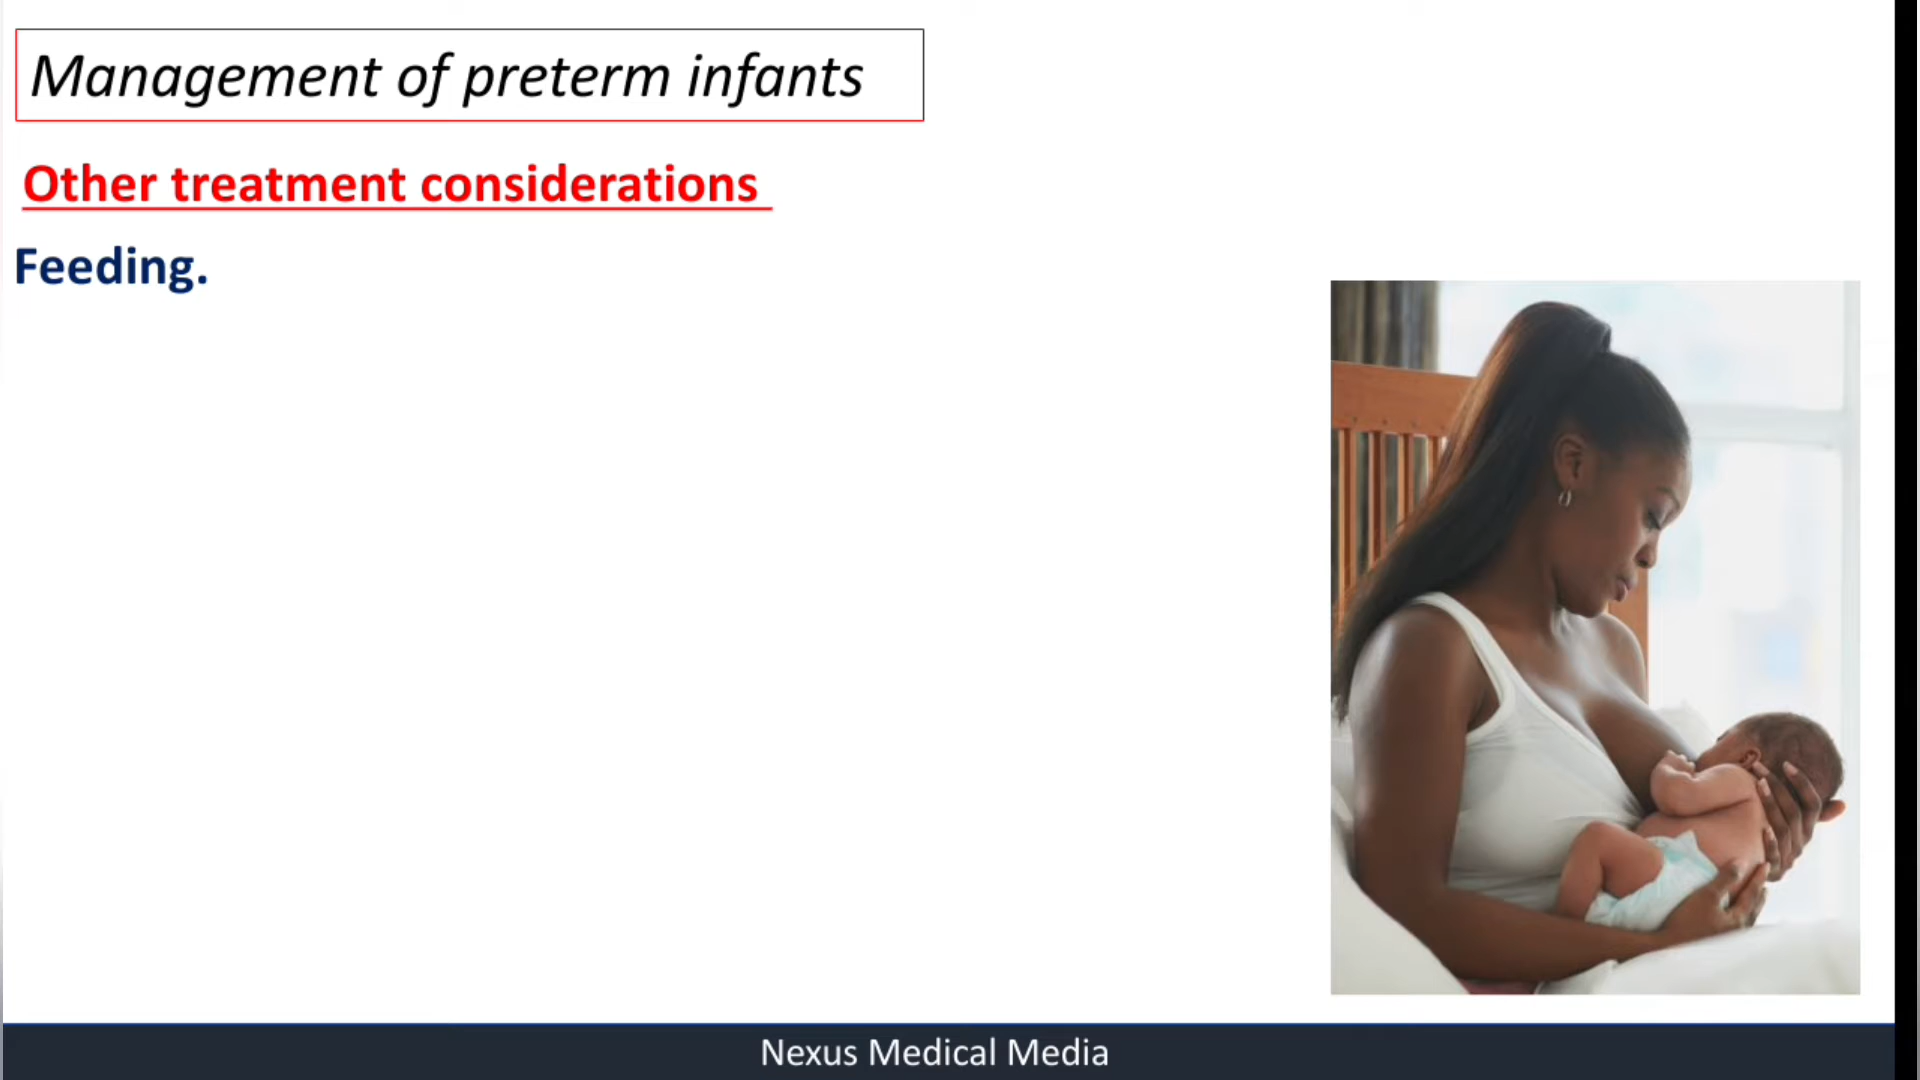 Management of preterm infants
Other treatment considerations
Feeding.
Nexus Medical Media